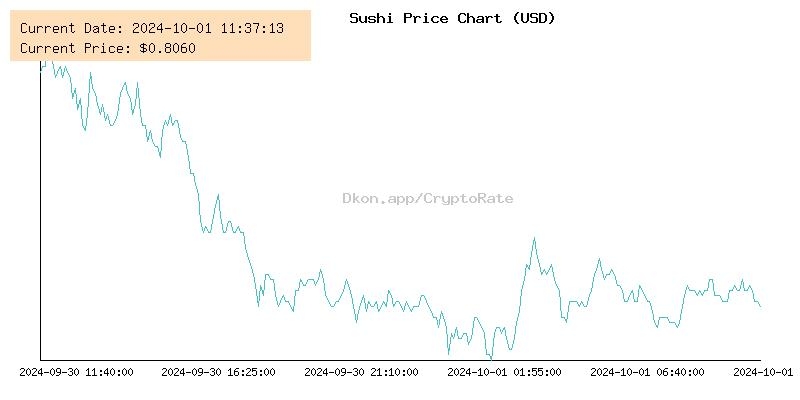 Sushi Price Chart (USD)
Current Date: 2024-10-01 11:37:13
Current Price: $0.8060
Dkon.app/CryptoRate
2024-09-30 11:40:00 2024-09-30 16:25:00 2024-09-30 21:10:00 2024-10-01 01:55:00 2024-10-01 06:40:00 2024-10-01